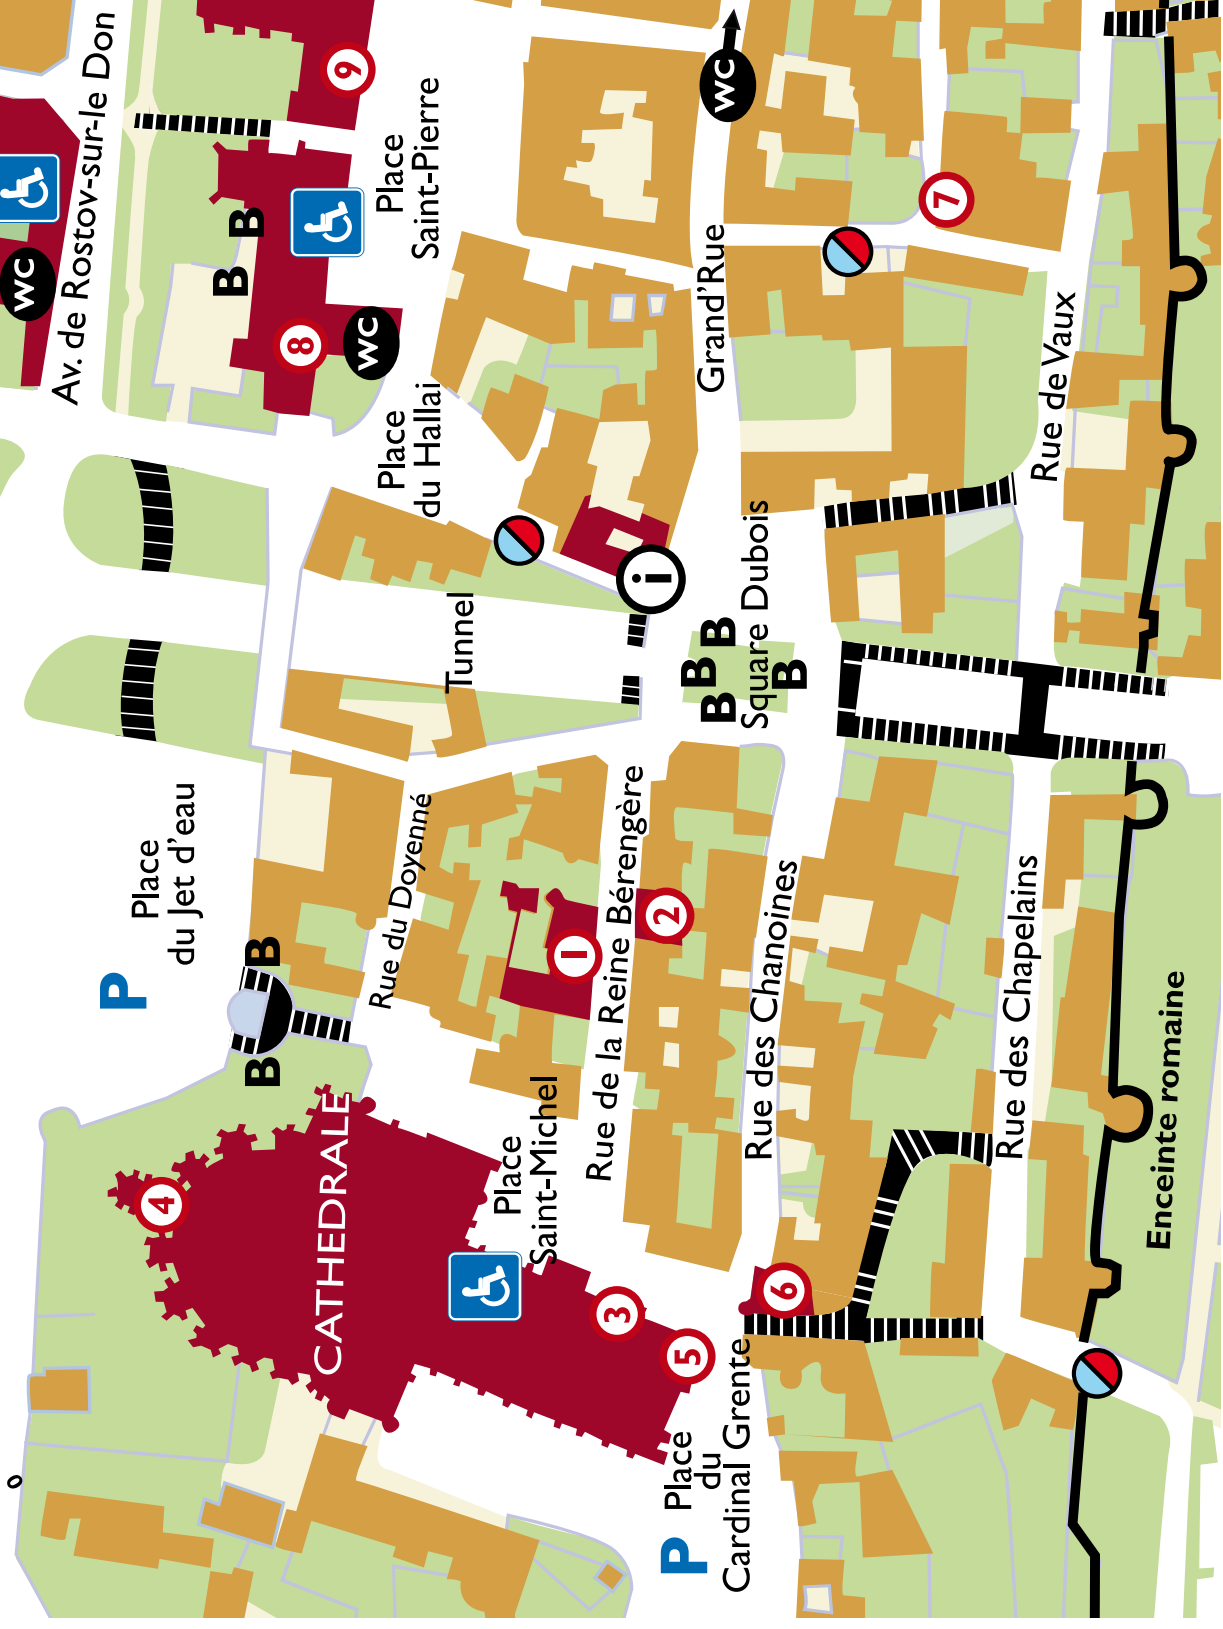 o
WC
Av. de Rostov-sur-le Don
P
Place
du Jet d'eau
4
B
B
B
B
8
9
CATHEDRALE
WC
Place
Saint-Pierre
Place
du Hallai
Rue du Doyenné
Tunnel
Place
Saint-Michel
1
3
Rue de la Reine Bérengère
2
i
5
P
Place
du
Cardinal Grente
B
B
B
B
Square Dubois
Grand'Rue
WC
6
Rue des Chanoines
7
Rue des Chapelains
Rue de Vaux
Enceinte romaine